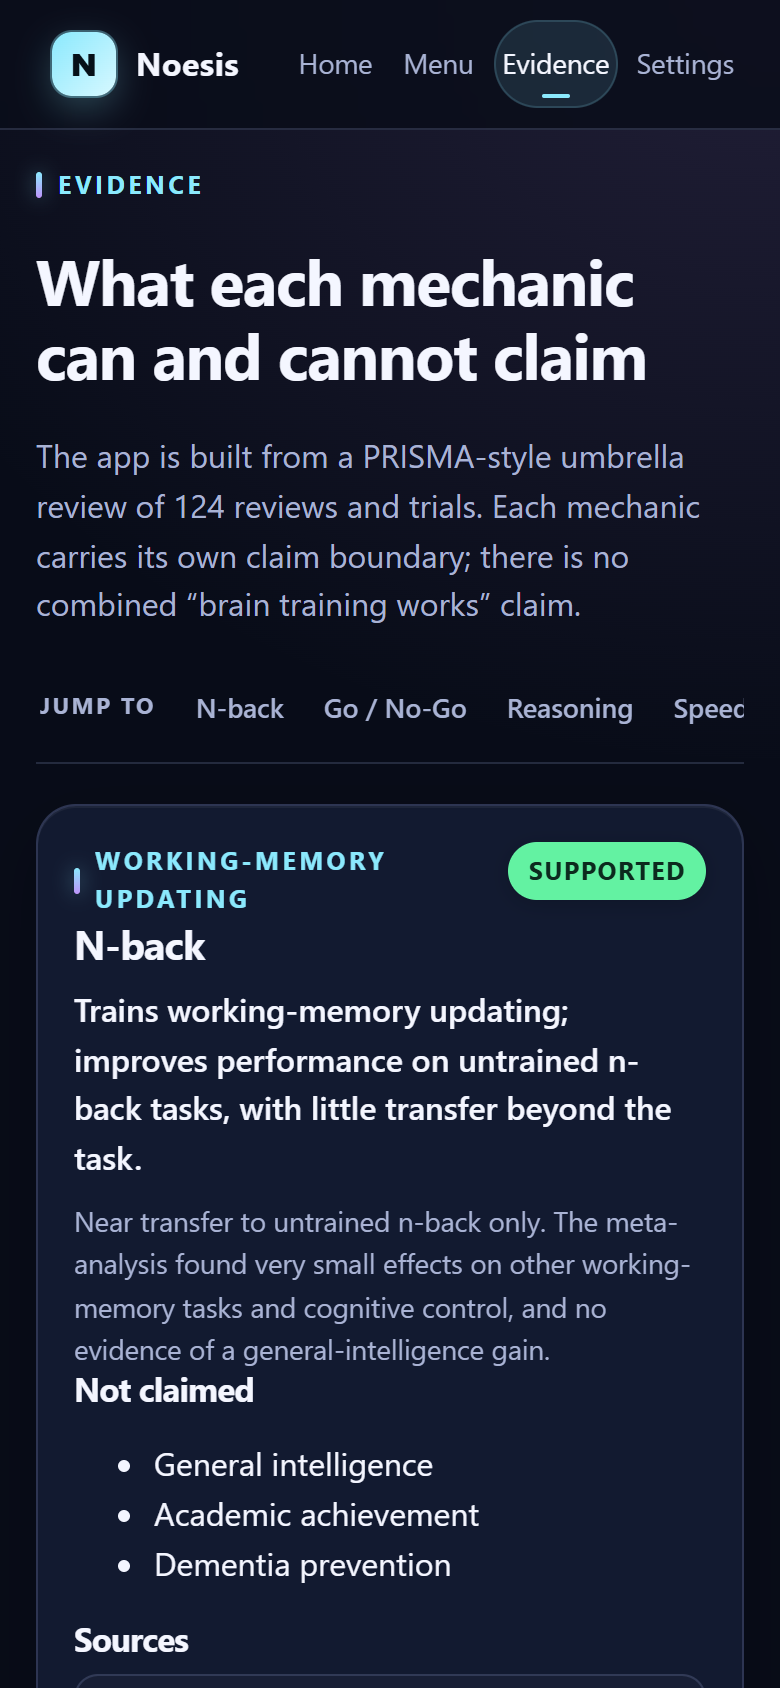 N Noesis Home Menu Evidence Settings
EVIDENCE
What each mechanic
can and cannot claim
The app is built from a PRISMA-style umbrella
review of 124 reviews and trials. Each mechanic
carries its own claim boundary; there is no
combined “brain training works” claim.
JUMP TO N-back Go / No-Go Reasoning Speed
WORKING-MEMORY
UPDATING
SUPPORTED
N-back
Trains working-memory updating;
improves performance on untrained n-
back tasks, with little transfer beyond the
task.
Near transfer to untrained n-back only. The meta-
analysis found very small effects on other working-
memory tasks and cognitive control, and no
evidence of a general-intelligence gain.
Not claimed
• General intelligence
• Academic achievement
• Dementia prevention
Sources